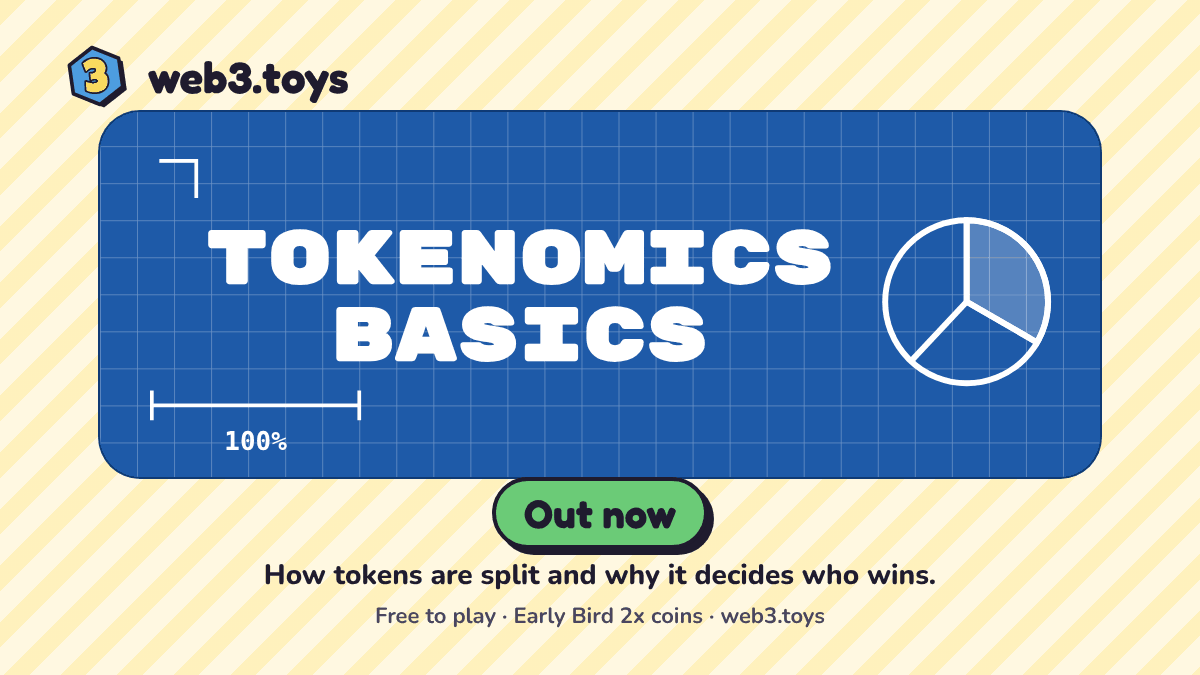 3 web3.toys
TOKENOMICS
BASICS
100%
Out now
How tokens are split and why it decides who wins.
Free to play · Early Bird 2x coins · web3.toys